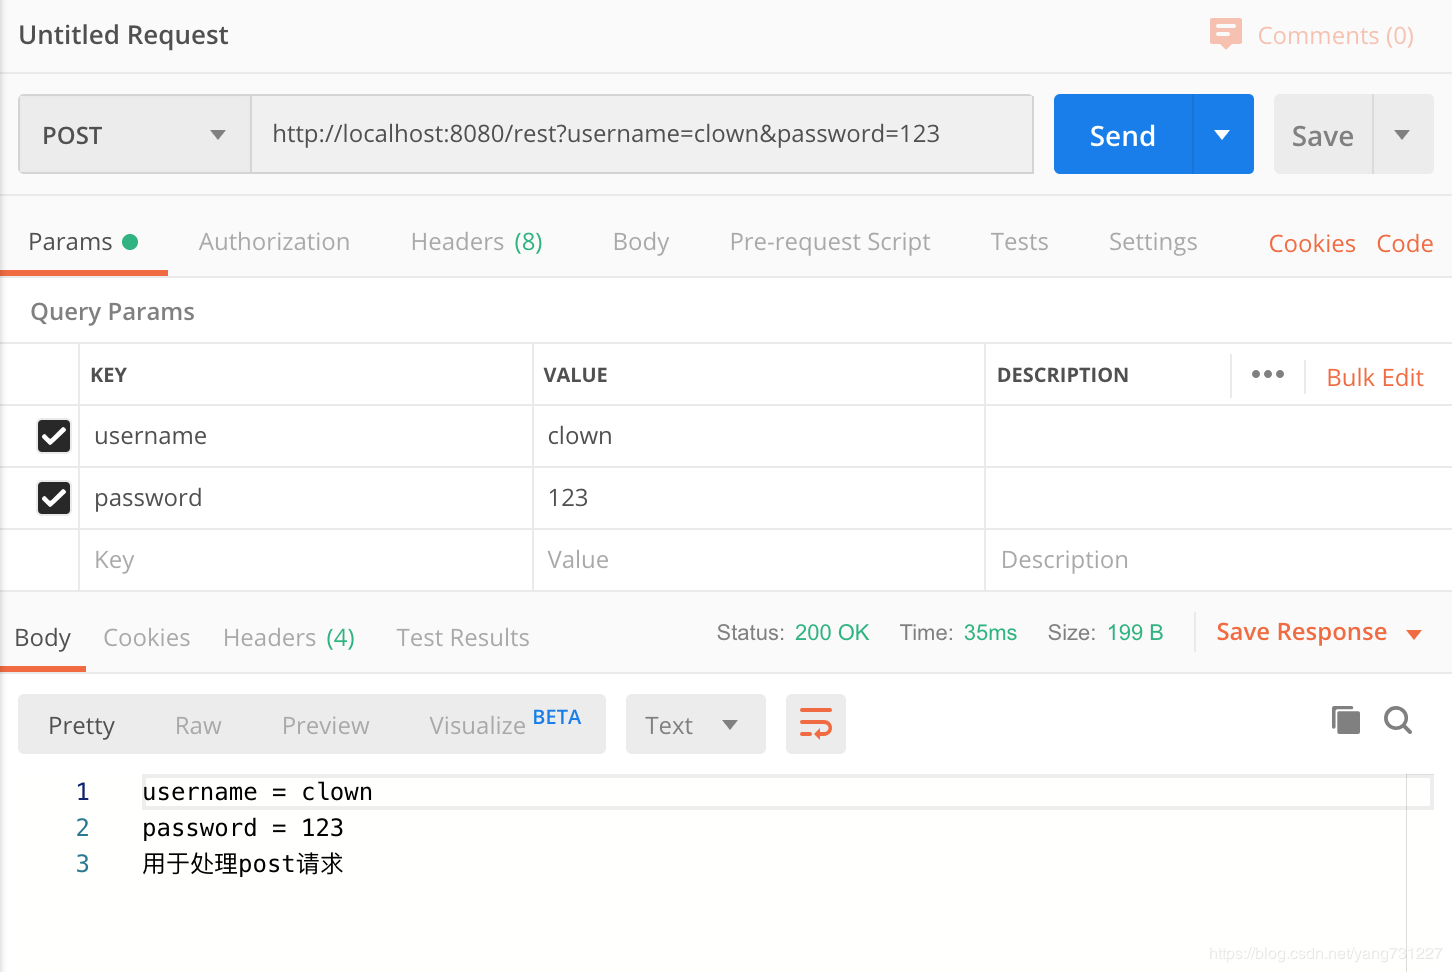 Untitled Request
Comments (0)
POST
http://localhost:8080/rest?username=clown&password=123
Send
Save
Params Authorization Headers (8) Body Pre-request Script Tests Settings Cookies Code
Query Params
KEY VALUE DESCRIPTION ••• Bulk Edit
username clown
password 123
Key Value Description
Body Cookies Headers (4) Test Results Status: 200 OK Time: 35ms Size: 199 B Save Response
Pretty Raw Preview Visualize BETA Text
1 username = clown
2 password = 123
3 用于处理post请求
https://blog.csdn.net/yang731227